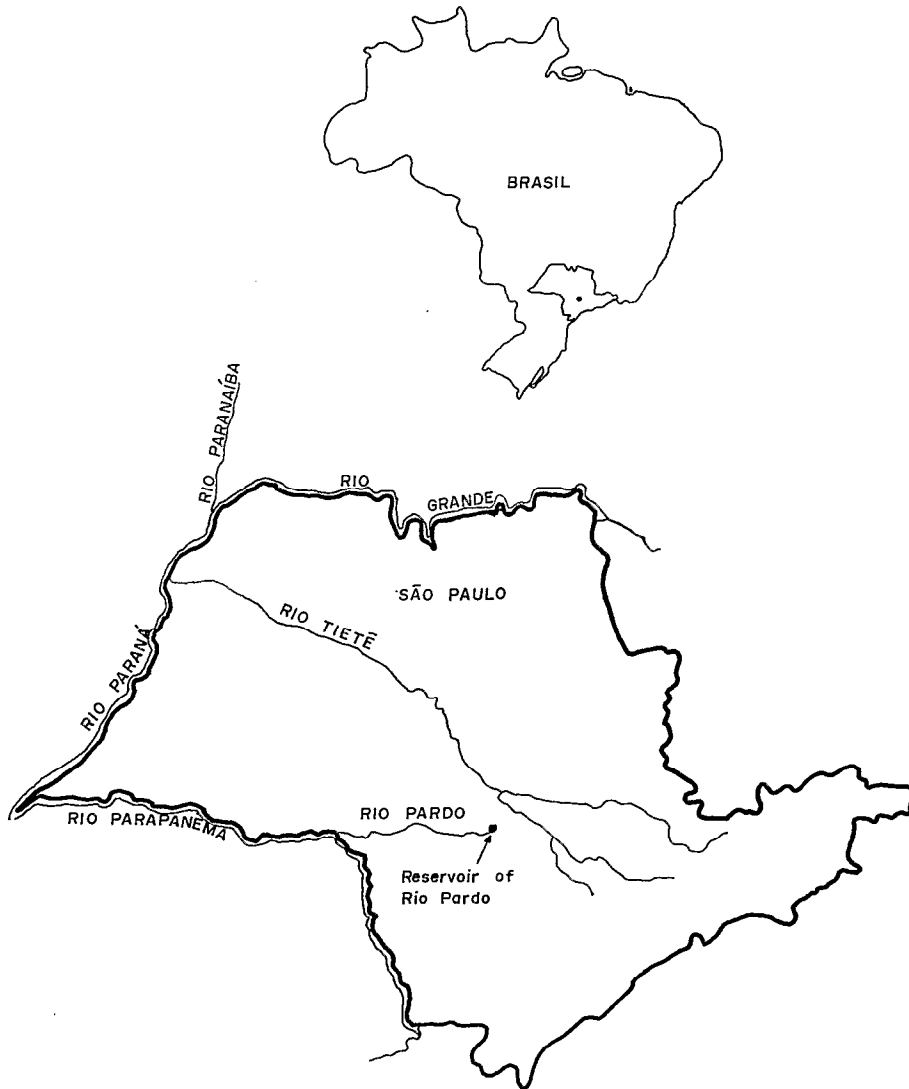 BRASIL
RIO PARANAÍBA
RIO
GRANDE
SÃO PAULO
RIO TIETÊ
RIO PARANÁ
RIO PARAPANEMA
RIO PARDO
Reservoir of
Rio Pardo